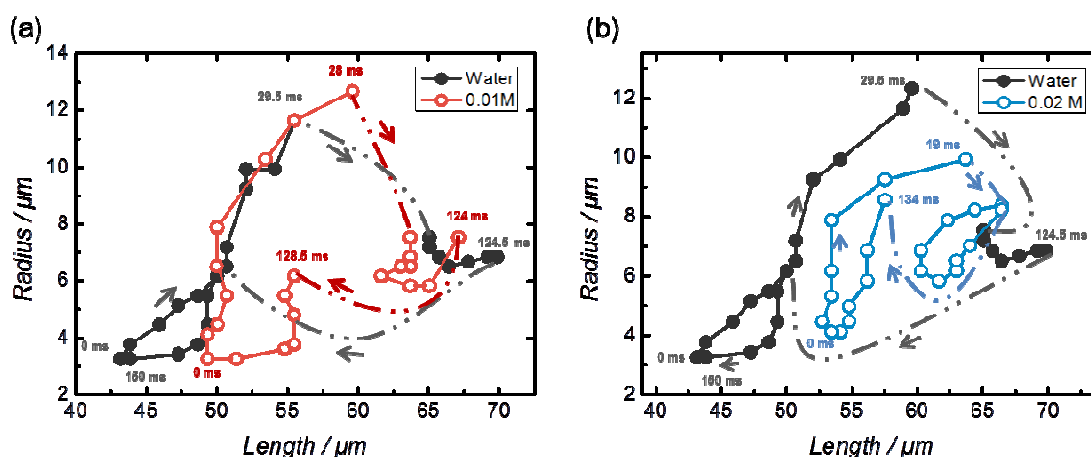 (a)
14
12
10
8
6
4
2
Radius / µm
40 45 50 55 60 65 70
Length / µm
Water
0.01M
28 ms
29.5 ms
124 ms
124.5 ms
128.5 ms
0 ms
150 ms
0 ms
(b)
12
10
8
6
4
2
Radius / µm
40 45 50 55 60 65 70
Length / µm
Water
0.02 M
29.5 ms
19 ms
134 ms
124.5 ms
0 ms
0 ms
150 ms